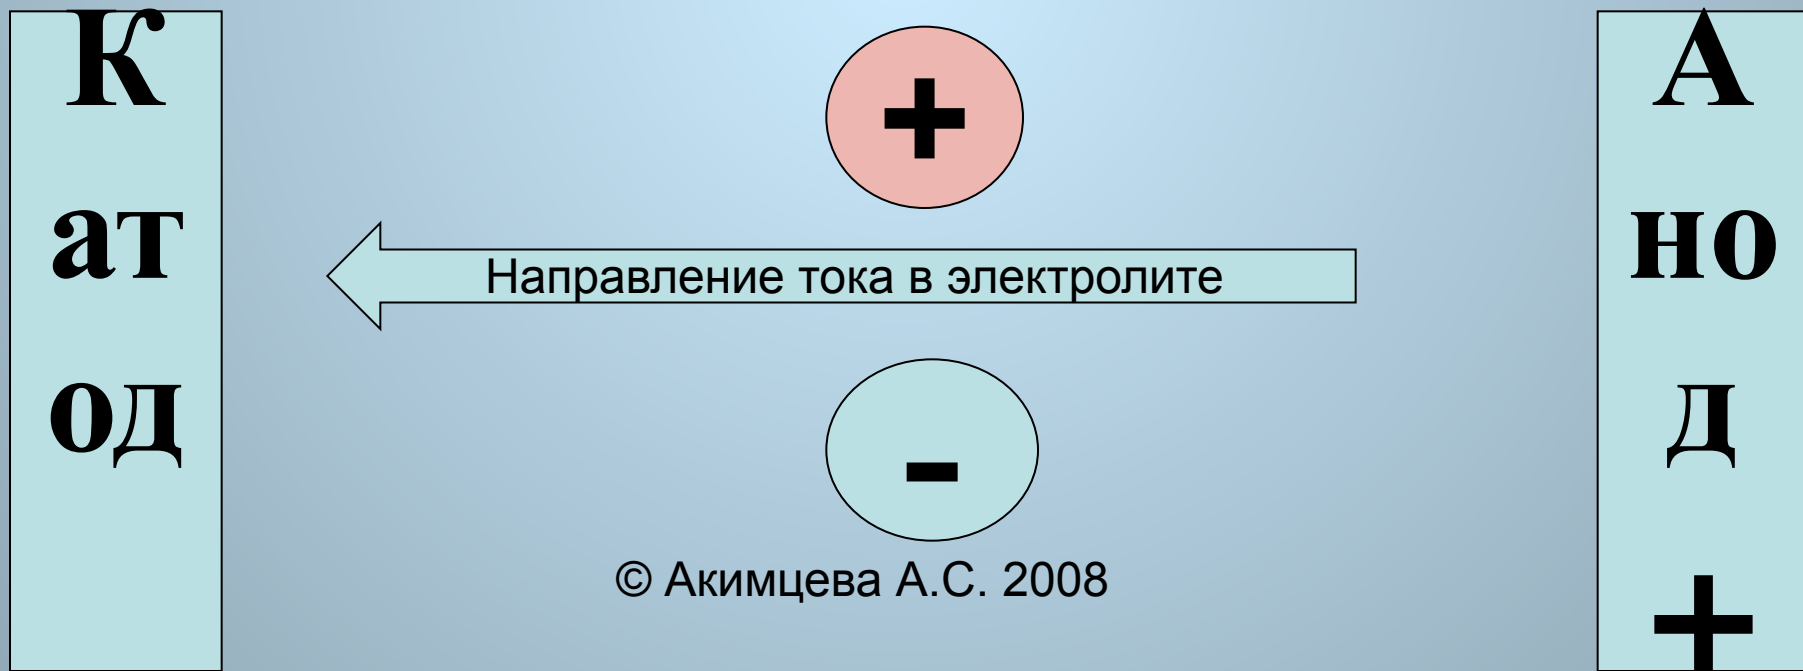 К
ат
од
+
Направление тока в электролите
-
© Акимцева А.С. 2008
А
но
д
+